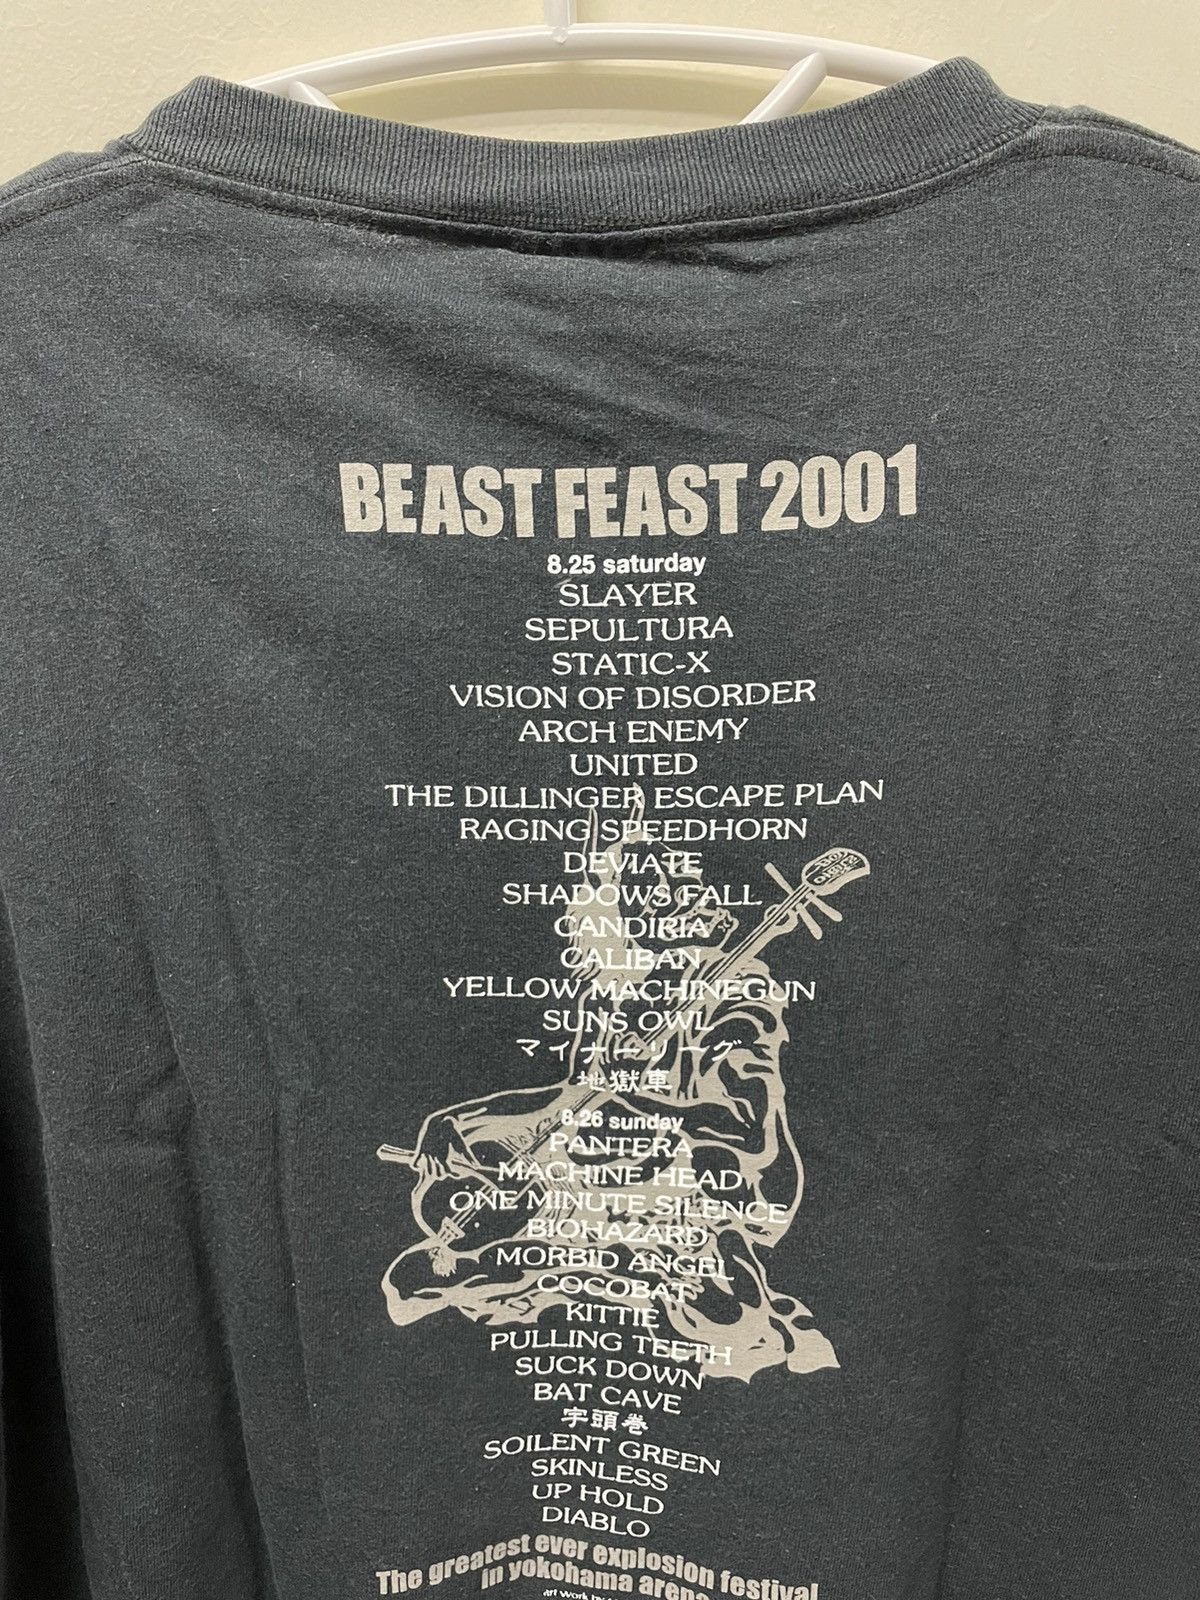 BEAST FEAST 2001
8.25 saturday
SLAYER
SEPULTURA
STATIC-X
VISION OF DISORDER
ARCH ENEMY
UNITED
THE DILLINGER ESCAPE PLAN
RAGING SPEEDHORN
DEVIATE
SHADOWS FALL
CANDIRIA
CALIBAN
YELLOW MACHINEGUN
SUNS OWL
マイナーリーグ
地獄車
8.26 sunday
PANTERA
MACHINE HEAD
ONE MINUTE SILENCE
BIOHAZARD
MORBID ANGEL
COCOBAT
KITTIE
PULLING TEETH
SUCK DOWN
BAT CAVE
宇頭巻
SOILENT GREEN
SKINLESS
UP HOLD
DIABLO
The greatest ever explosion festival
in yokohama arena
art work by